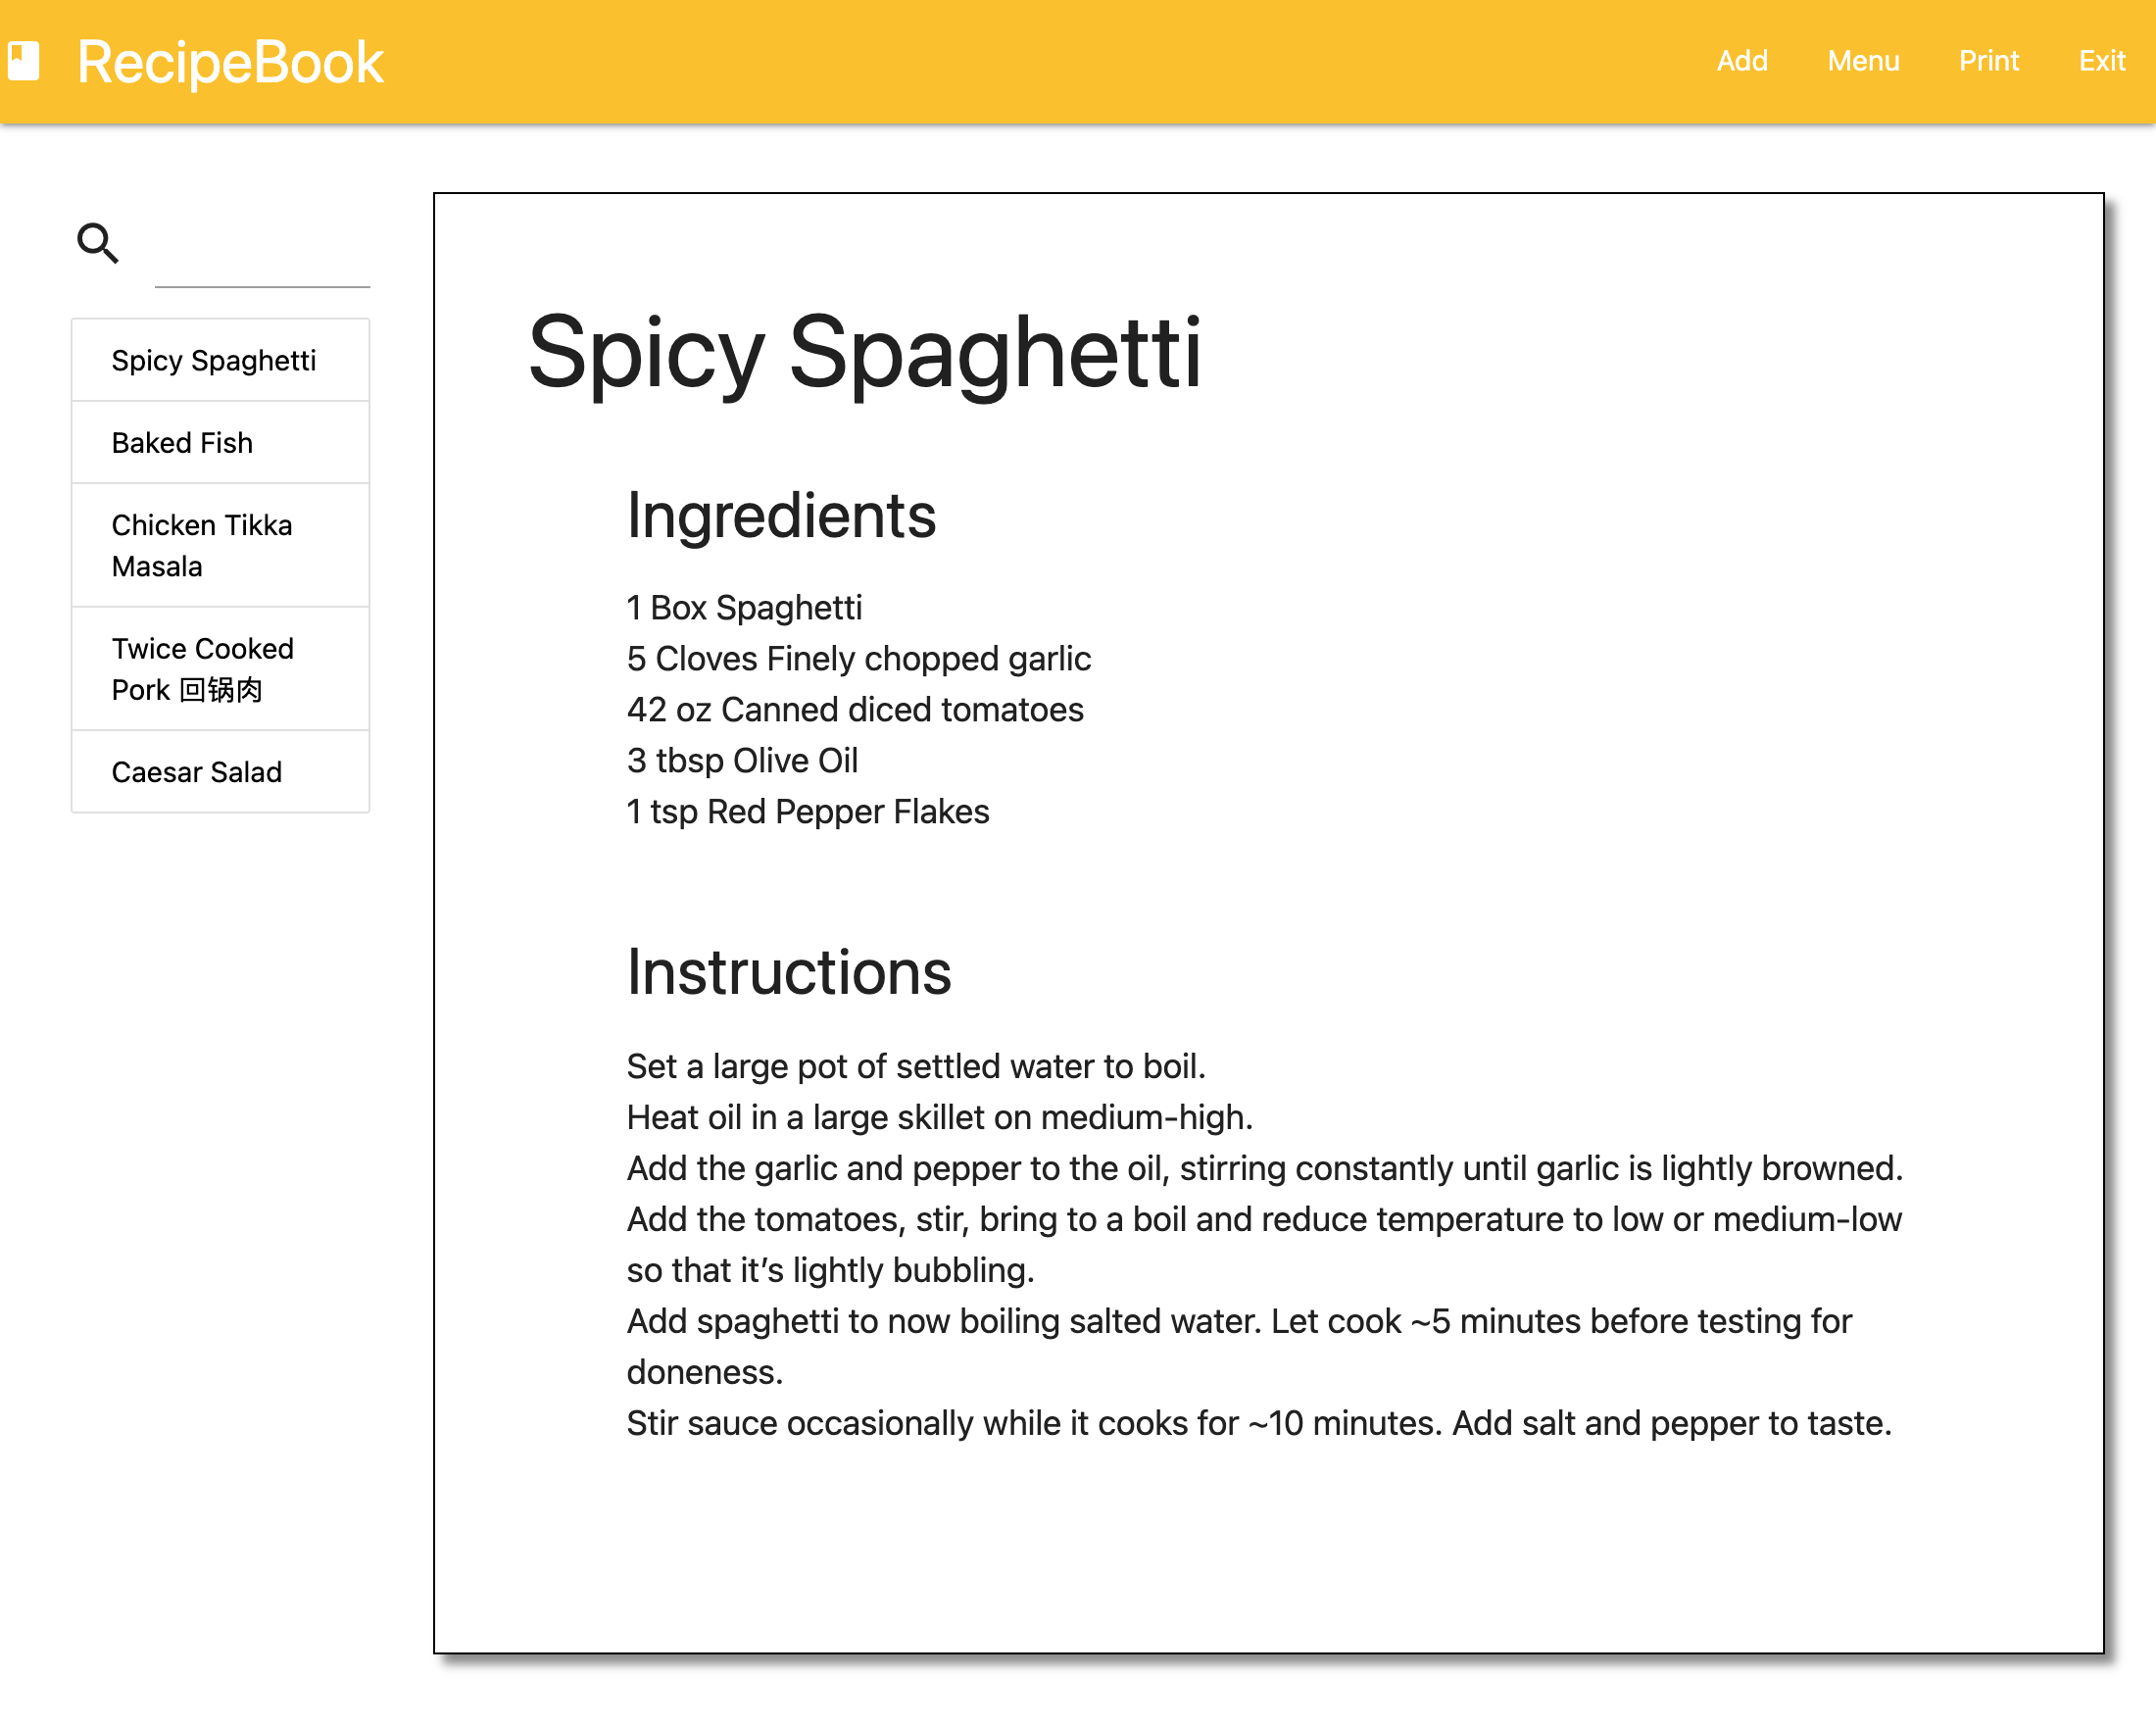 RecipeBook
Add Menu Print Exit
Spicy Spaghetti
Baked Fish
Chicken Tikka
Masala
Twice Cooked
Pork 回锅肉
Caesar Salad
Spicy Spaghetti
Ingredients
1 Box Spaghetti
5 Cloves Finely chopped garlic
42 oz Canned diced tomatoes
3 tbsp Olive Oil
1 tsp Red Pepper Flakes
Instructions
Set a large pot of settled water to boil.
Heat oil in a large skillet on medium-high.
Add the garlic and pepper to the oil, stirring constantly until garlic is lightly browned.
Add the tomatoes, stir, bring to a boil and reduce temperature to low or medium-low
so that it’s lightly bubbling.
Add spaghetti to now boiling salted water. Let cook ~5 minutes before testing for
doneness.
Stir sauce occasionally while it cooks for ~10 minutes. Add salt and pepper to taste.